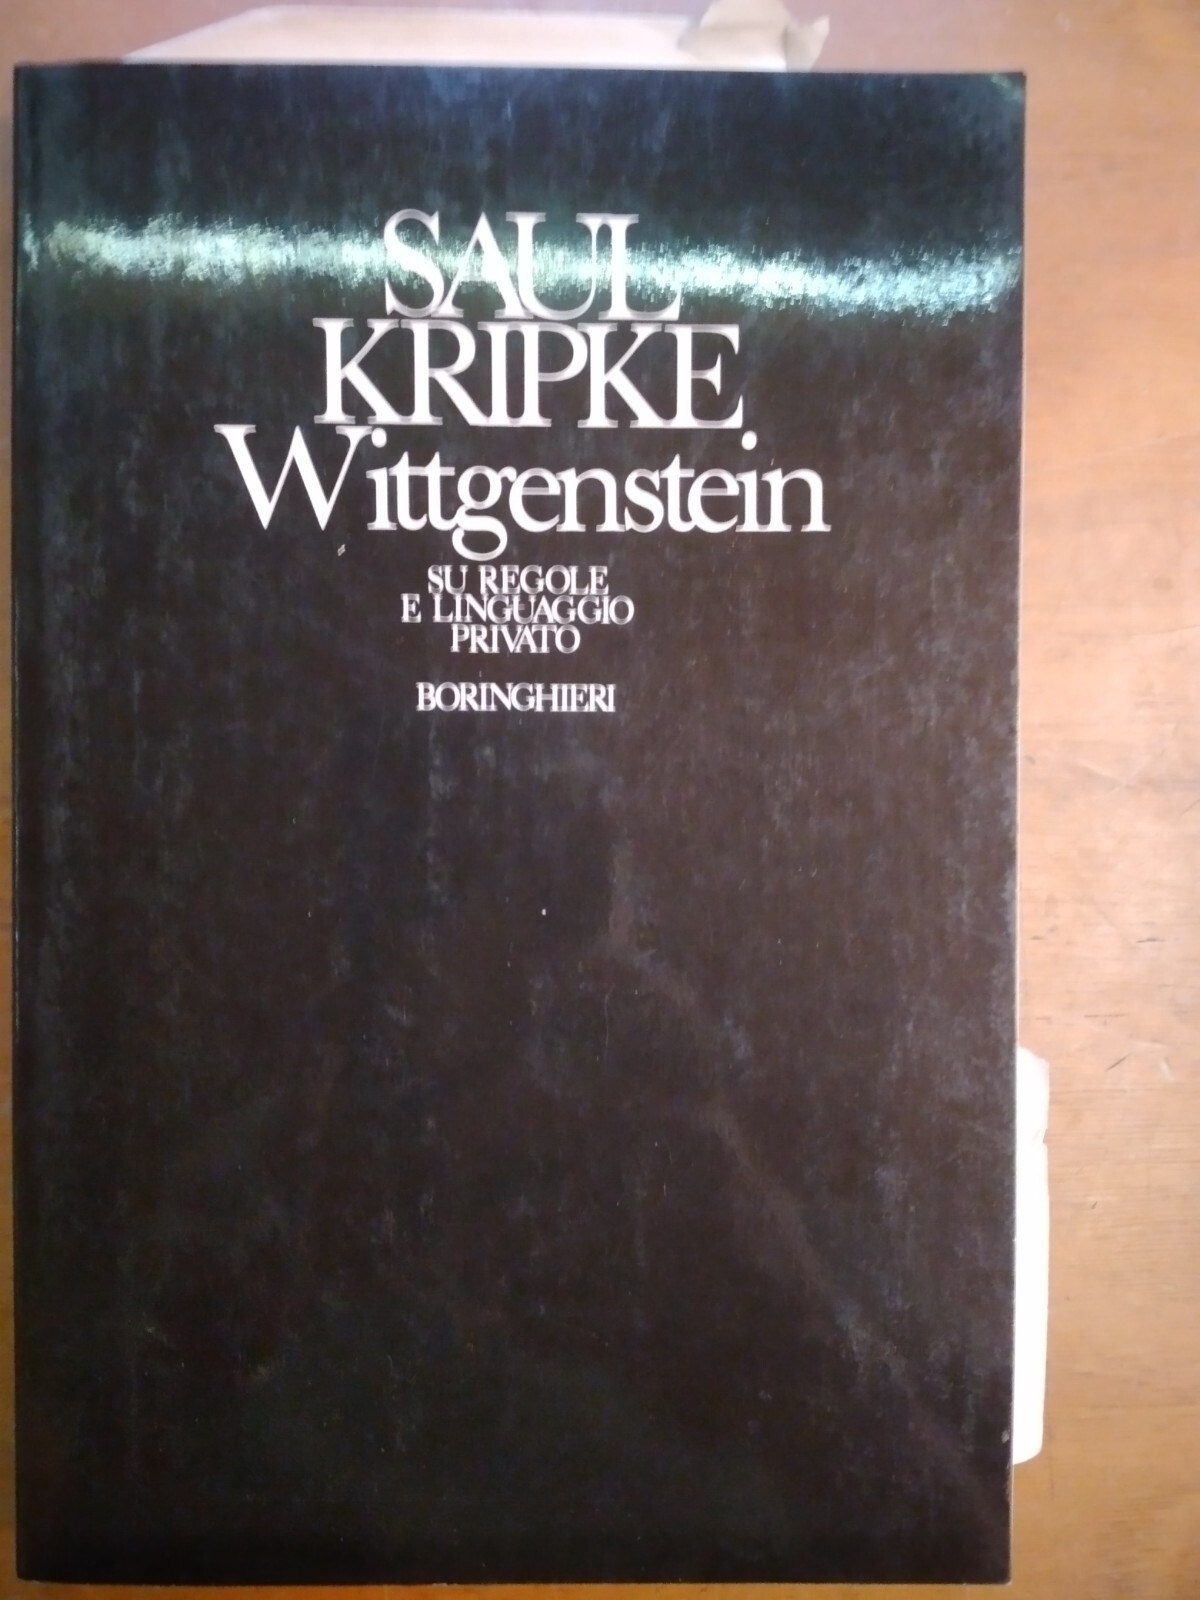 SAUL
KRIPKE
Wittgenstein
SU REGOLE
E LINGUAGGIO
PRIVATO
BORINGHIERI